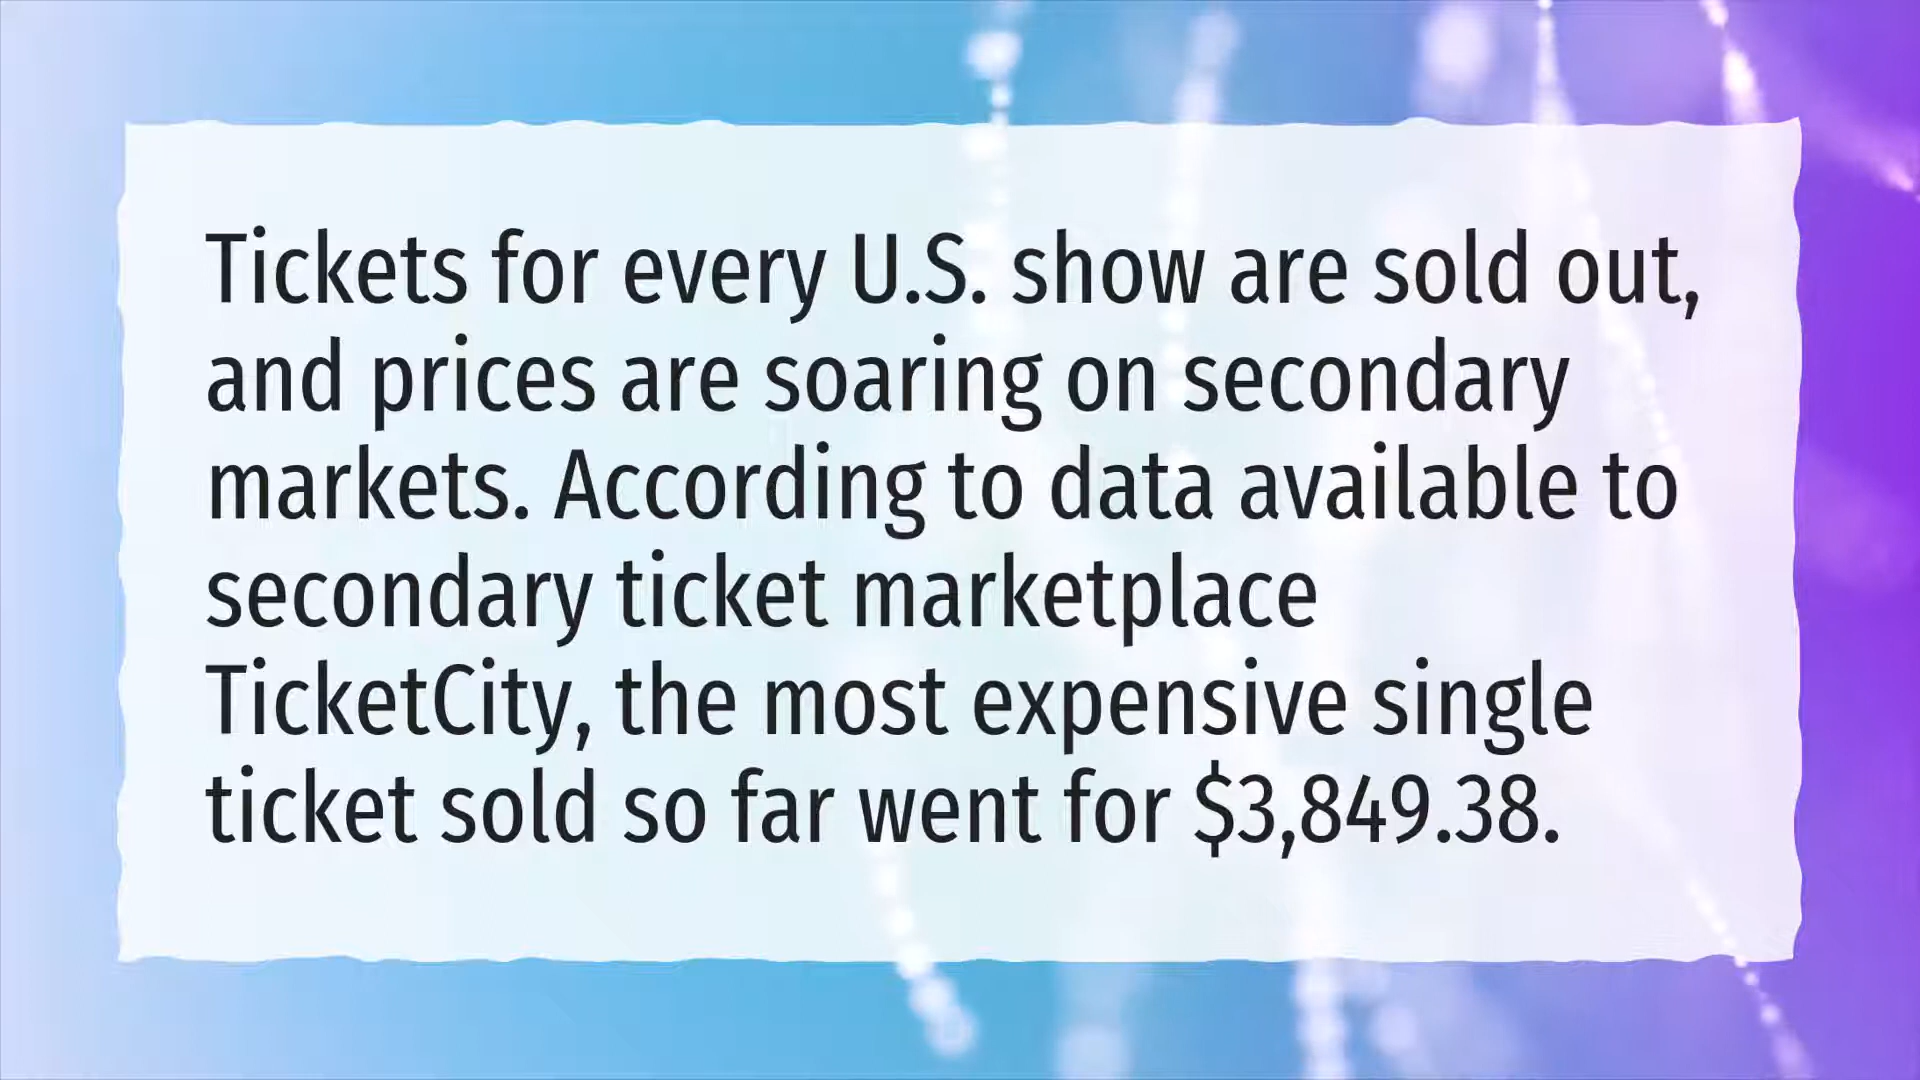 Tickets for every U.S. show are sold out,
and prices are soaring on secondary
markets. According to data available to
secondary ticket marketplace
TicketCity, the most expensive single
ticket sold so far went for $3,849.38.